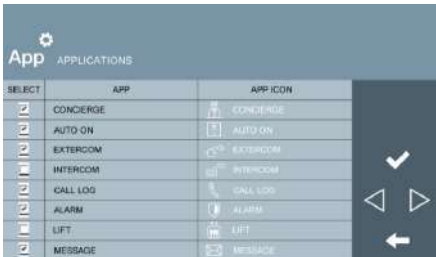 App APPLICATIONS
SELECT APP APP ICON
CONCIERGE CONCIERGE
AUTO ON AUTO ON
EXTERCOM EXTERCOM
INTERCOM INTERCOM
CALL LOG CALL LOG
ALARM ALARM
LIFT LIFT
MESSAGE MESSAGE